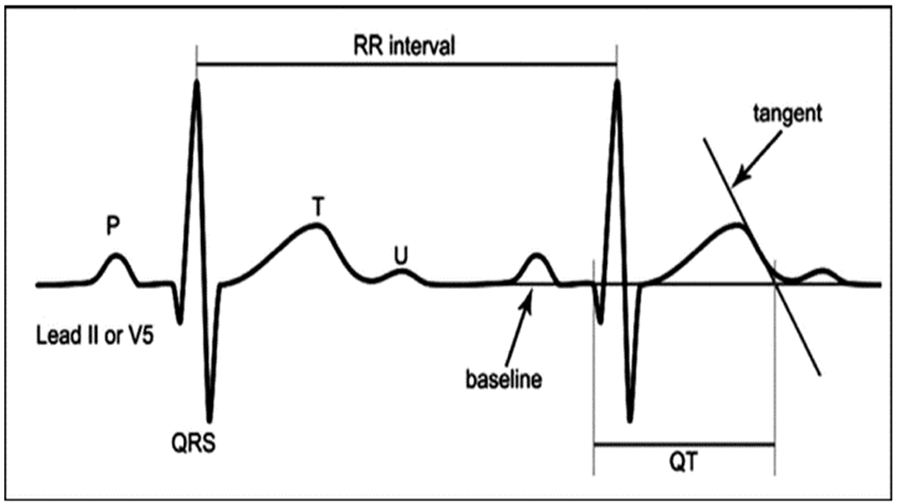 RR interval
tangent
P
T
U
Lead II or V5
baseline
QRS
QT